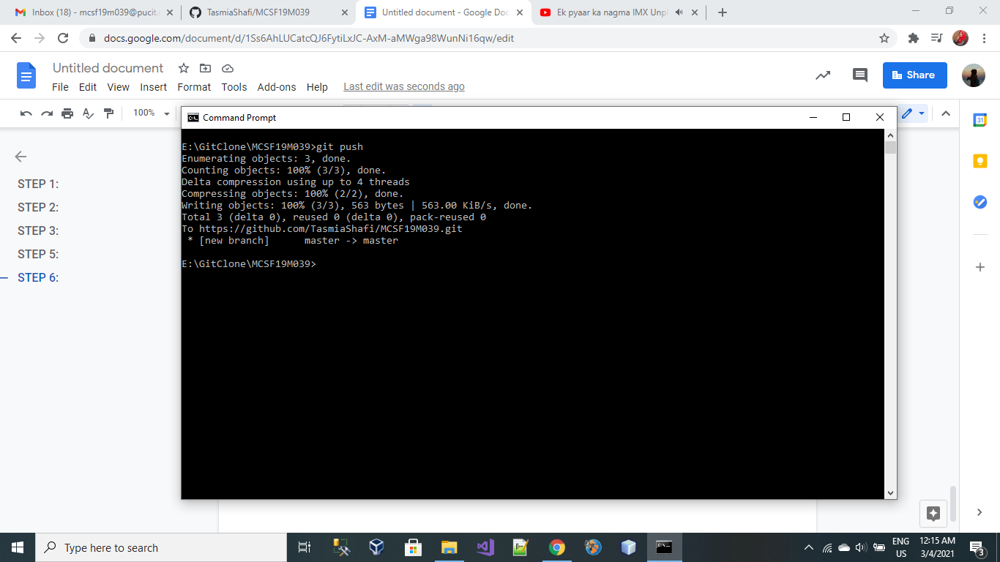 Inbox (18) - mcsf19m039@pucit.
TasmiaShafi/MCSF19M039
Untitled document - Google Doc
Ek pyaar ka nagma IMX Unpl
docs.google.com/document/d/1Ss6AhLUCatcQJ6FytiLxJC-AxM-aMWga98WunNi16qw/edit
Untitled document
File Edit View Insert Format Tools Add-ons Help Last edit was seconds ago
Share
100%
Command Prompt
31
STEP 1:
STEP 2:
STEP 3:
STEP 5:
STEP 6:
E:\GitClone\MCSF19M039>git push
Enumerating objects: 3, done.
Counting objects: 100% (3/3), done.
Delta compression using up to 4 threads
Compressing objects: 100% (2/2), done.
Writing objects: 100% (3/3), 563 bytes | 563.00 KiB/s, done.
Total 3 (delta 0), reused 0 (delta 0), pack-reused 0
To https://github.com/TasmiaShafi/MCSF19M039.git
 * [new branch]      master -> master
E:\GitClone\MCSF19M039>
Type here to search
ENG
US
12:15 AM
3/4/2021
3